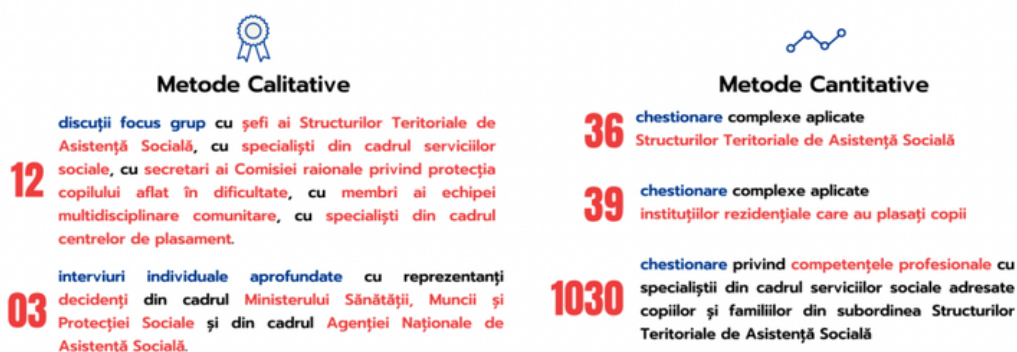 Metode Calitative
12
discuții focus grup cu șefi ai Structurilor Teritoriale de
Asistență Socială, cu specialiști din cadrul serviciilor
sociale, cu secretari ai Comisiei raionale privind protecția
copilului aflat în dificultate, cu membri ai echipei
multidisciplinare comunitare, cu specialiști din cadrul
centrelor de plasament.
03
interviuri individuale aprofundate cu reprezentanți
decidenți din cadrul Ministerului Sănătății, Muncii și
Protecției Sociale și din cadrul Agenției Naționale de
Asistență Socială.
Metode Cantitative
36
chestionare complexe aplicate
Structurilor Teritoriale de Asistență Socială
39
chestionare complexe aplicate
instituțiilor rezidențiale care au plasați copii
1030
chestionare privind competențele profesionale cu
specialiștii din cadrul serviciilor sociale adresate
copiilor și familiilor din subordinea Structurilor
Teritoriale de Asistență Socială